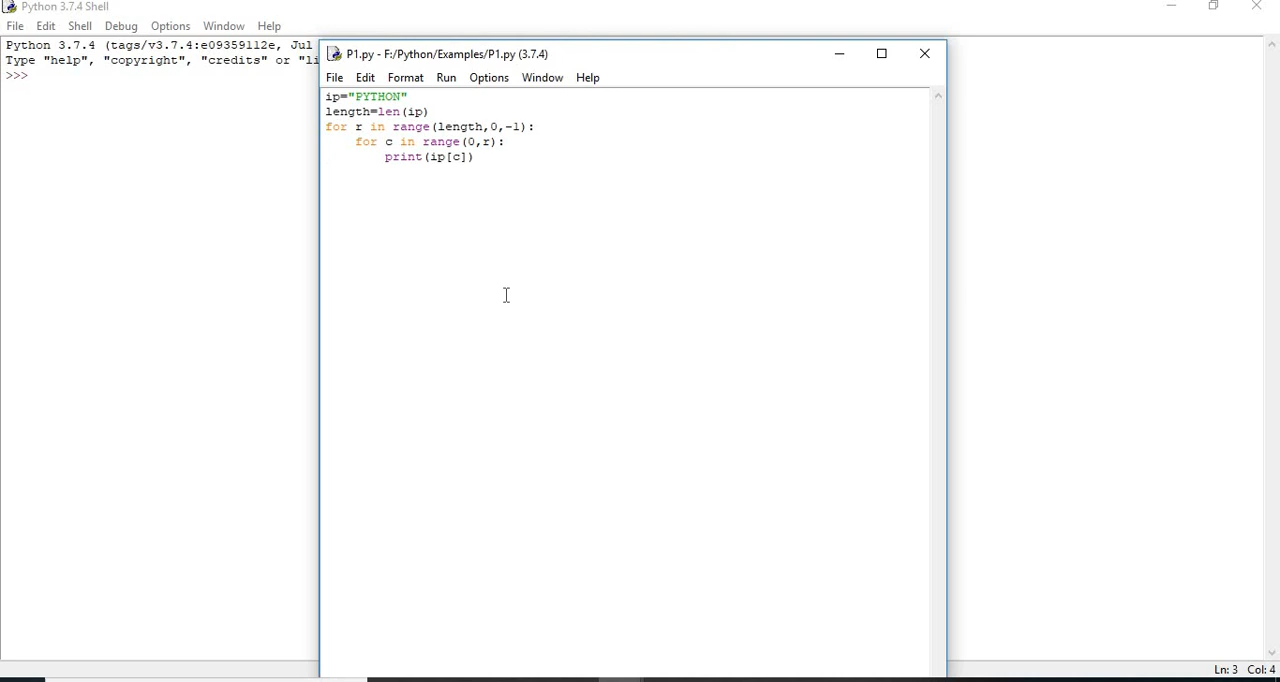 Python 3.7.4 Shell
File Edit Shell Debug Options Window Help
Python 3.7.4 (tags/v3.7.4:e09359112e, Jul
Type "help", "copyright", "credits" or "li
>>>
P1.py - F:/Python/Examples/P1.py (3.7.4)
File Edit Format Run Options Window Help
ip="PYTHON"
length=len(ip)
for r in range(length,0,-1):
    for c in range(0,r):
        print(ip[c])
Ln: 3 Col: 4